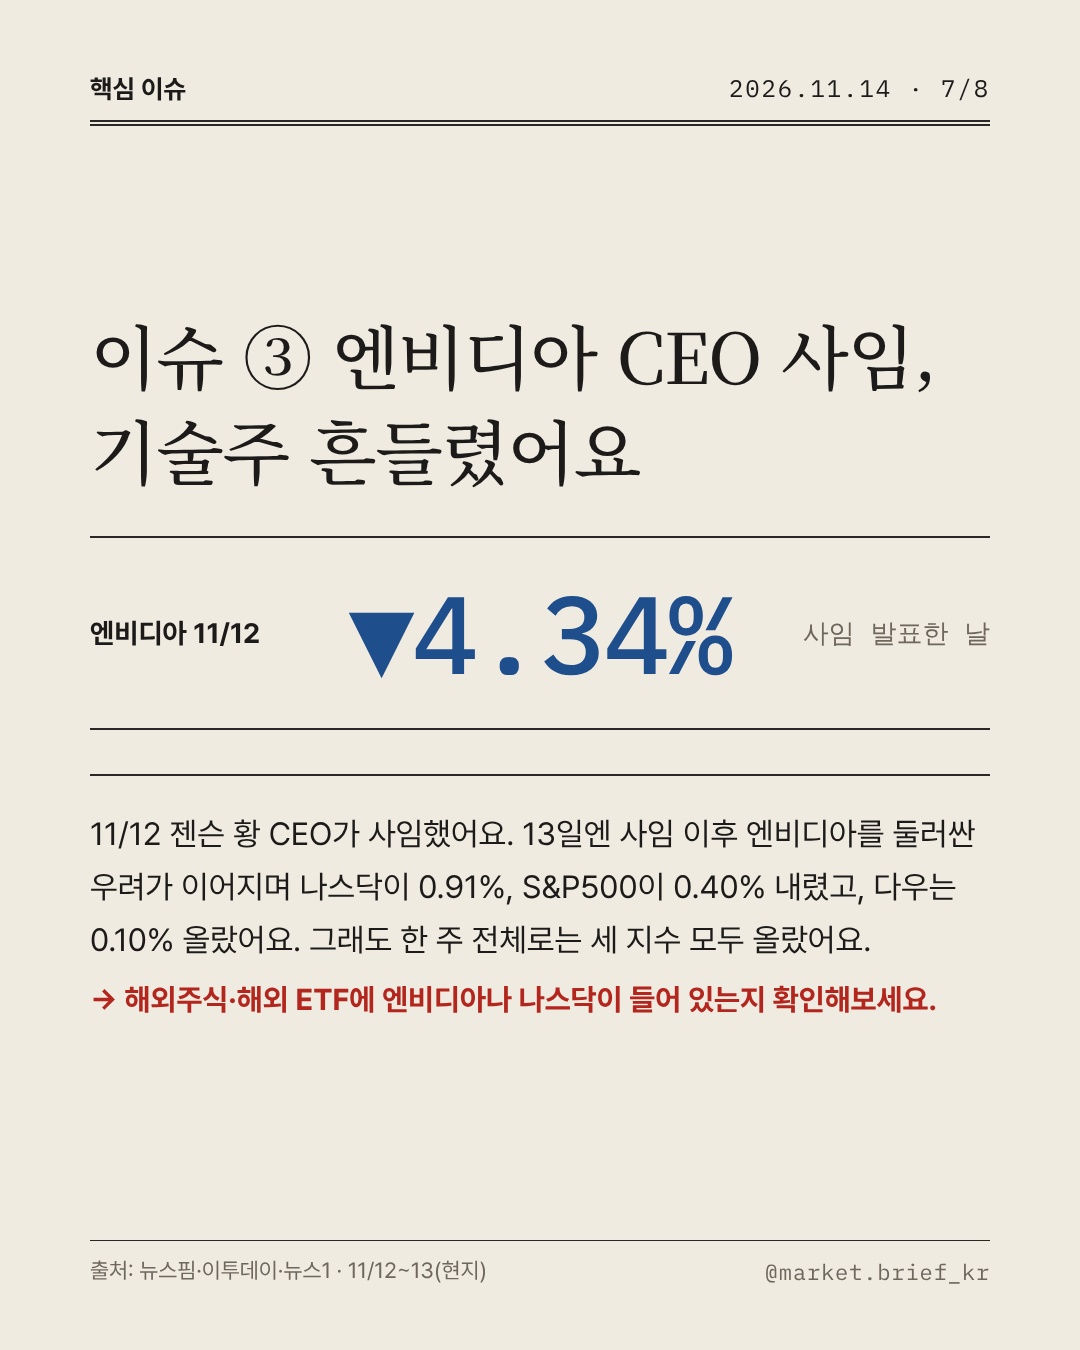 핵심 이슈
2026.11.14 · 7/8
이슈 ③ 엔비디아 CEO 사임,
기술주 흔들렸어요
엔비디아 11/12
▼4.34%
사임 발표한 날
11/12 젠슨 황 CEO가 사임했어요. 13일엔 사임 이후 엔비디아를 둘러싼
우려가 이어지며 나스닥이 0.91%, S&P500이 0.40% 내렸고, 다우는
0.10% 올랐어요. 그래도 한 주 전체로는 세 지수 모두 올랐어요.
→ 해외주식·해외 ETF에 엔비디아나 나스닥이 들어 있는지 확인해보세요.
출처: 뉴스핌·이투데이·뉴스1 · 11/12~13(현지)
@market.brief_kr